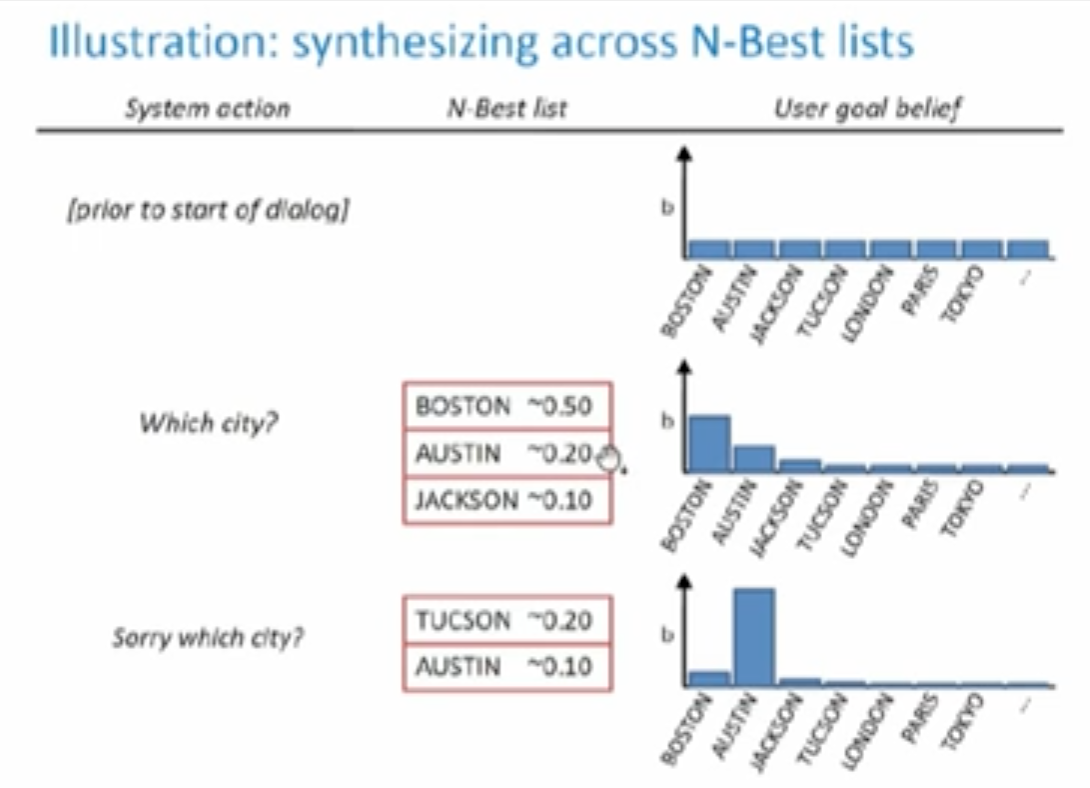 Illustration: synthesizing across N-Best lists
System action N-Best list User goal belief
[prior to start of dialog]
b
BOSTON AUSTIN JACKSON TUCSON LONDON PARIS TOKYO ...
Which city?
BOSTON ~0.50
AUSTIN ~0.20
JACKSON ~0.10
b
BOSTON AUSTIN JACKSON TUCSON LONDON PARIS TOKYO ...
Sorry which city?
TUCSON ~0.20
AUSTIN ~0.10
b
BOSTON AUSTIN JACKSON TUCSON LONDON PARIS TOKYO ...